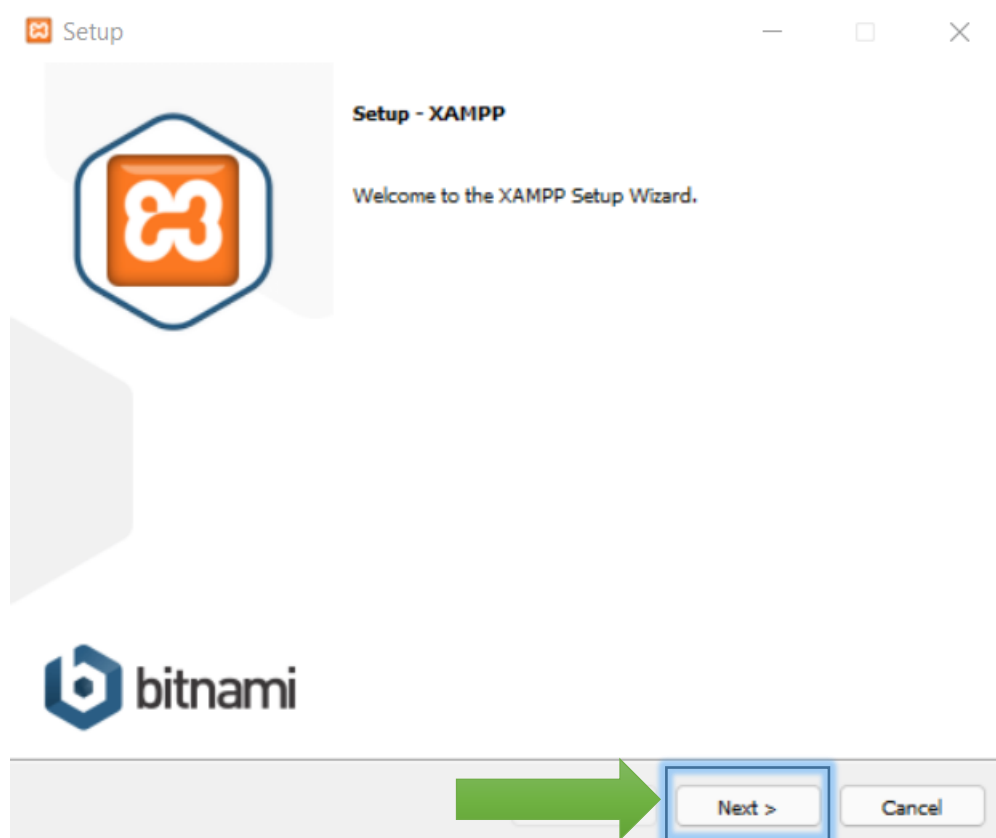 Setup
Setup - XAMPP
Welcome to the XAMPP Setup Wizard.
bitnami
Next >
Cancel